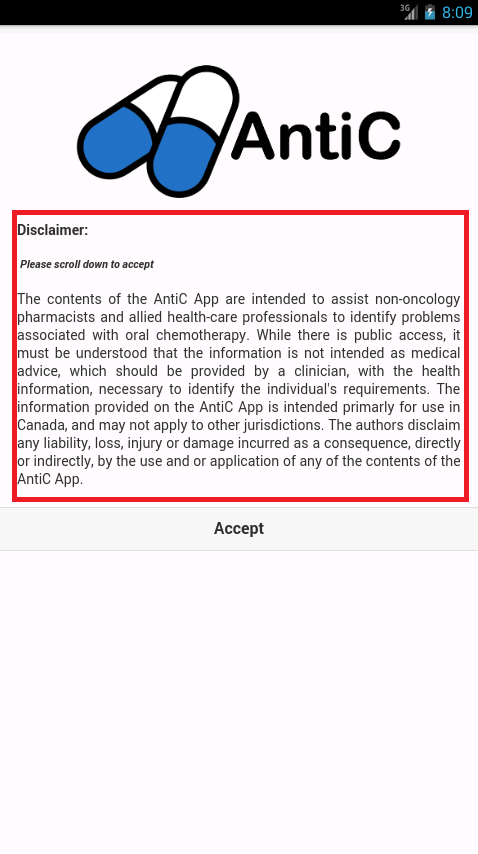 3G 8:09
AntiC
Disclaimer:
Please scroll down to accept
The contents of the AntiC App are intended to assist non-oncology
pharmacists and allied health-care professionals to identify problems
associated with oral chemotherapy. While there is public access, it
must be understood that the information is not intended as medical
advice, which should be provided by a clinician, with the health
information, necessary to identify the individual's requirements. The
information provided on the AntiC App is intended primarly for use in
Canada, and may not apply to other jurisdictions. The authors disclaim
any liability, loss, injury or damage incurred as a consequence, directly
or indirectly, by the use and or application of any of the contents of the
AntiC App.
Accept